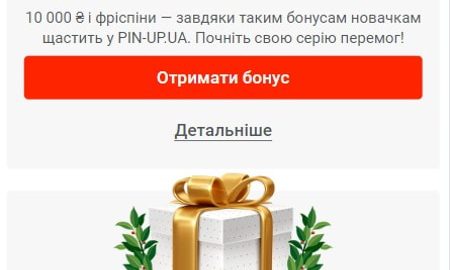 10 000 ₴ і фріспіни — завдяки таким бонусам новачкам
щастить у PIN-UP.UA. Почніть свою серію перемог!
Отримати бонус
Детальніше